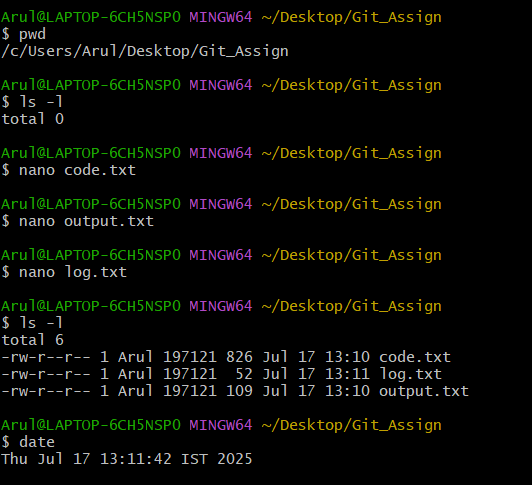 Arul@LAPTOP-6CH5NSP0 MINGW64 ~/Desktop/Git_Assign
$ pwd
/c/Users/Arul/Desktop/Git_Assign
Arul@LAPTOP-6CH5NSP0 MINGW64 ~/Desktop/Git_Assign
$ ls -l
total 0
Arul@LAPTOP-6CH5NSP0 MINGW64 ~/Desktop/Git_Assign
$ nano code.txt
Arul@LAPTOP-6CH5NSP0 MINGW64 ~/Desktop/Git_Assign
$ nano output.txt
Arul@LAPTOP-6CH5NSP0 MINGW64 ~/Desktop/Git_Assign
$ nano log.txt
Arul@LAPTOP-6CH5NSP0 MINGW64 ~/Desktop/Git_Assign
$ ls -l
total 6
-rw-r--r-- 1 Arul 197121 826 Jul 17 13:10 code.txt
-rw-r--r-- 1 Arul 197121  52 Jul 17 13:11 log.txt
-rw-r--r-- 1 Arul 197121 109 Jul 17 13:10 output.txt
Arul@LAPTOP-6CH5NSP0 MINGW64 ~/Desktop/Git_Assign
$ date
Thu Jul 17 13:11:42 IST 2025